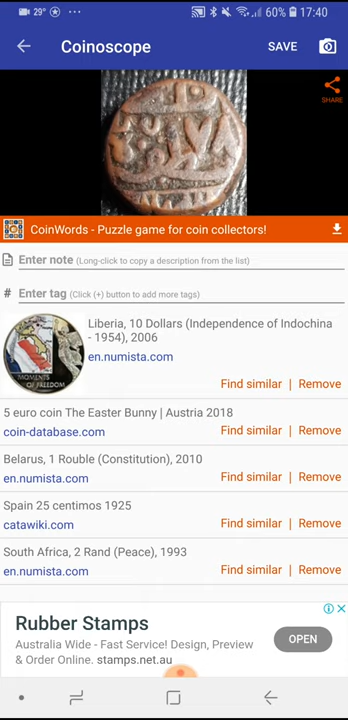 29°
60% 17:40
Coinoscope
SAVE
SHARE
CoinWords - Puzzle game for coin collectors!
Enter note (Long-click to copy a description from the list)
# Enter tag (Click (+) button to add more tags)
MOMENTS
OF FREEDOM
Liberia, 10 Dollars (Independence of Indochina
- 1954), 2006
en.numista.com
Find similar | Remove
5 euro coin The Easter Bunny | Austria 2018
coin-database.com
Find similar | Remove
Belarus, 1 Rouble (Constitution), 2010
en.numista.com
Find similar | Remove
Spain 25 centimos 1925
catawiki.com
Find similar | Remove
South Africa, 2 Rand (Peace), 1993
en.numista.com
Find similar | Remove
Rubber Stamps
Australia Wide - Fast Service! Design, Preview
& Order Online. stamps.net.au
OPEN